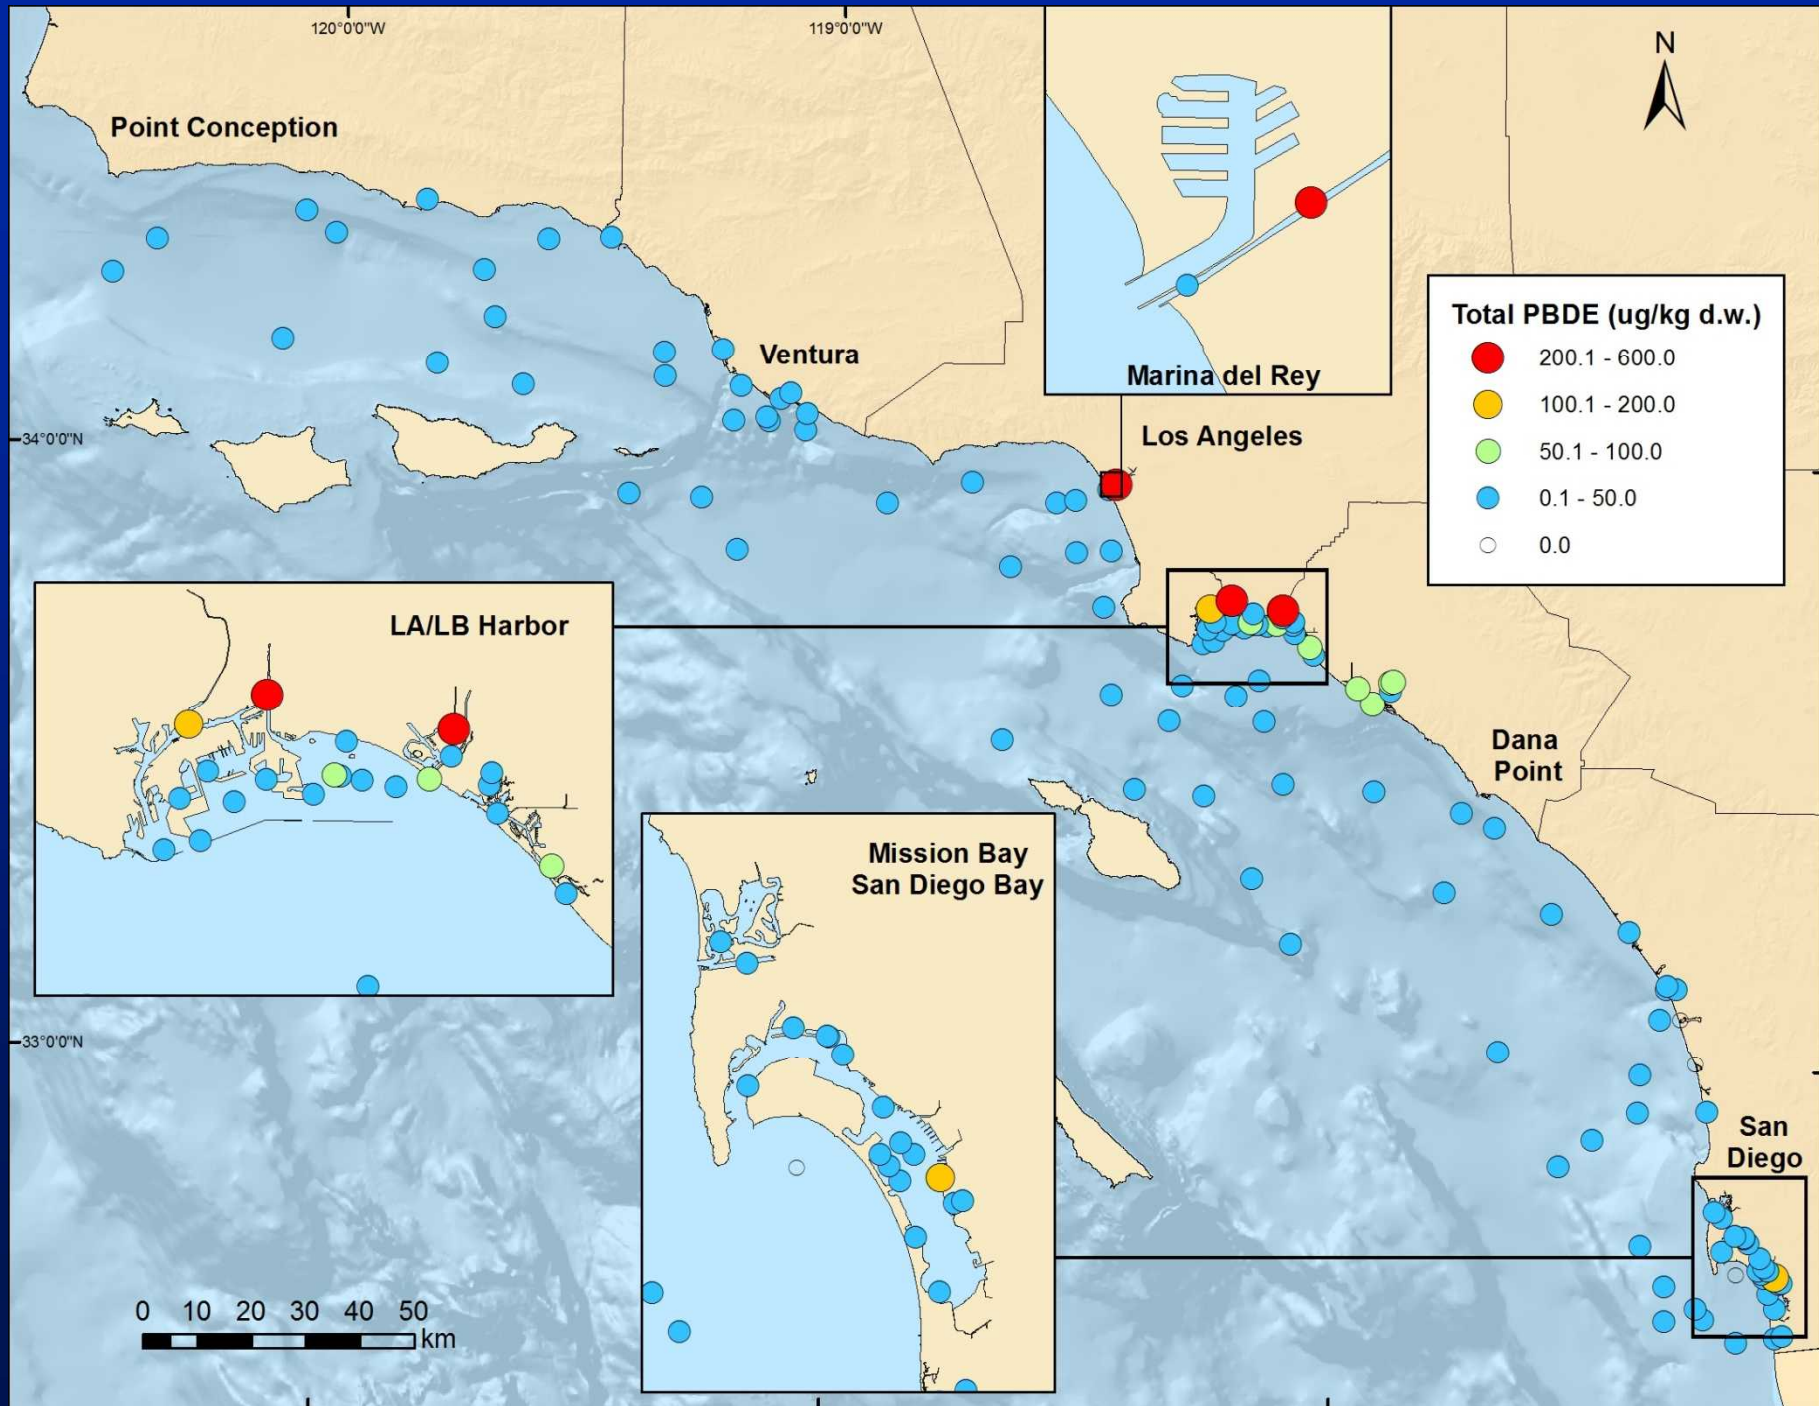 120°0'0"W
119°0'0"W
N
Point Conception
Ventura
Marina del Rey
Total PBDE (ug/kg d.w.)
200.1 - 600.0
100.1 - 200.0
50.1 - 100.0
0.1 - 50.0
0.0
34°0'0"N
Los Angeles
LA/LB Harbor
Dana
Point
Mission Bay
San Diego Bay
33°0'0"N
San
Diego
0 10 20 30 40 50
km